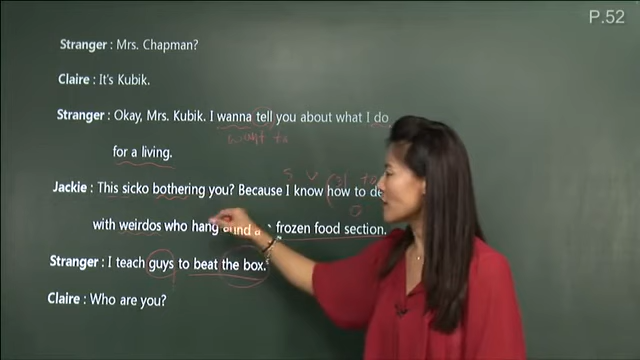 P.52
Stranger : Mrs. Chapman?
Claire : It's Kubik.
Stranger : Okay, Mrs. Kubik. I wanna tell you about what I do
want to
for a living.
S V
Jackie : This sicko bothering you? Because I know how to de
O
with weirdos who hang frozen food section.
Stranger : I teach guys to beat the box.
Claire : Who are you?